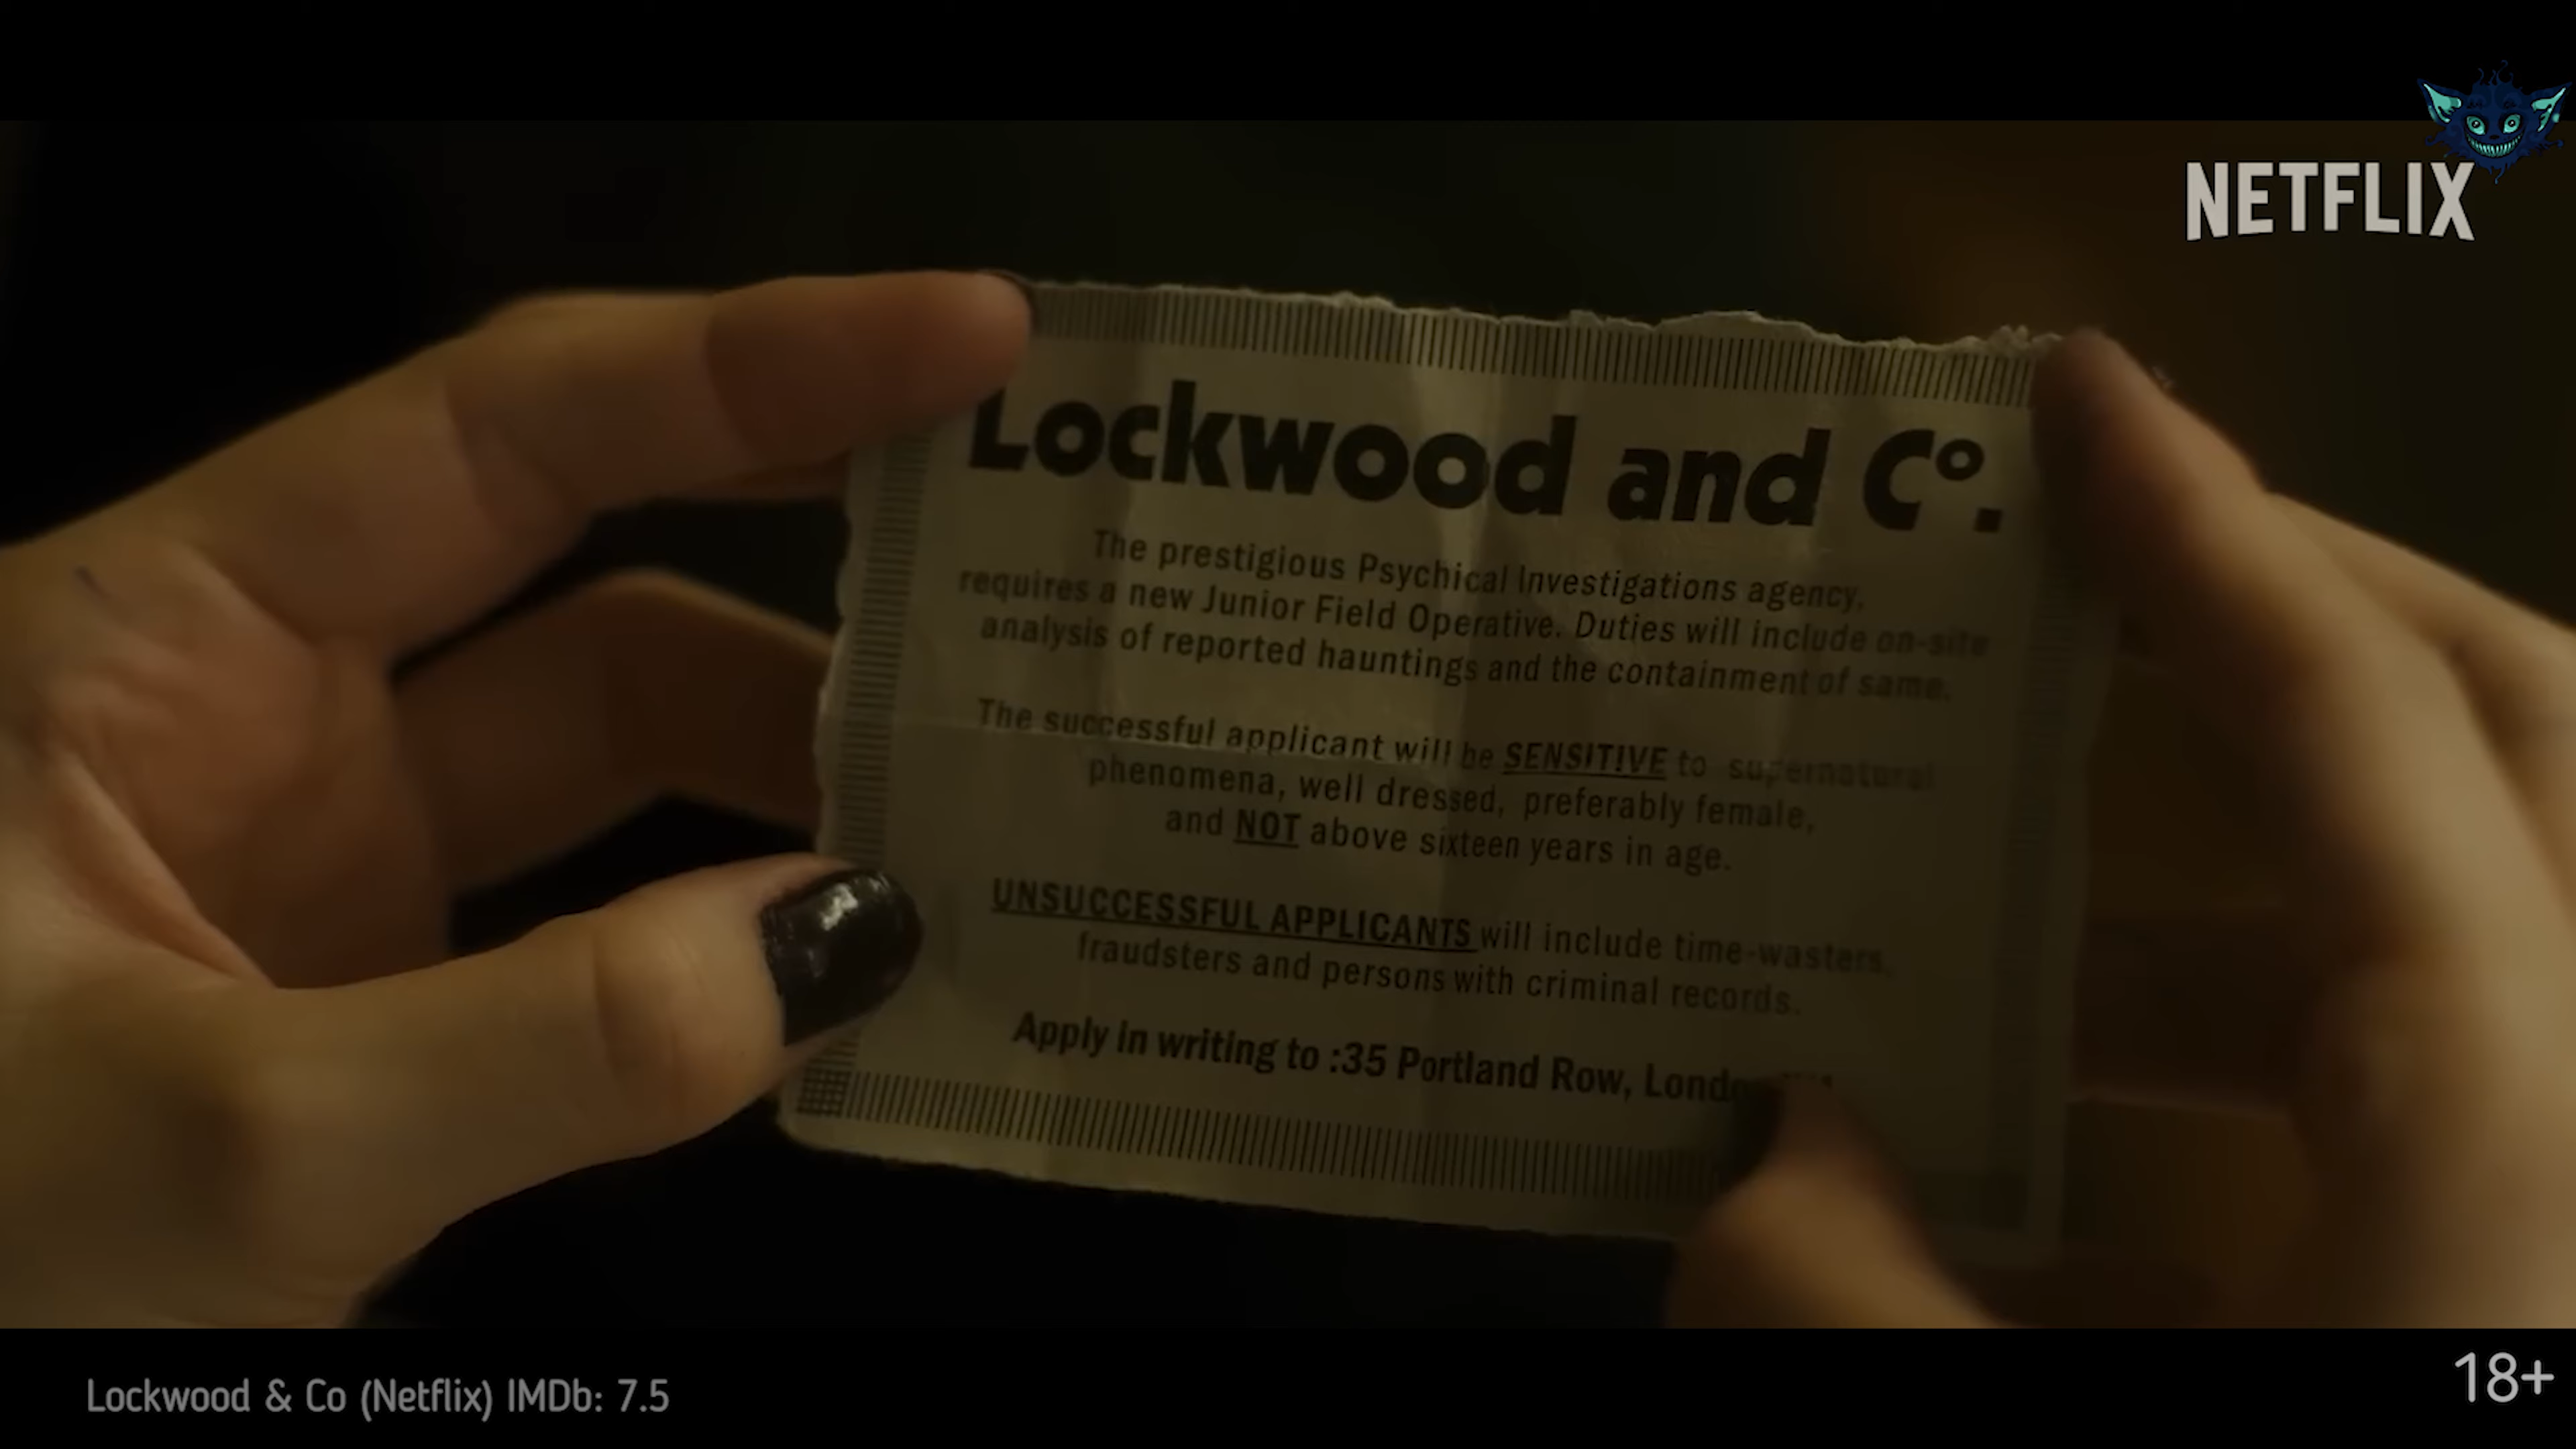 NETFLIX
Lockwood and Cº.
The prestigious Psychical Investigations agency,
requires a new Junior Field Operative. Duties will include on-site
analysis of reported hauntings and the containment of same.
The successful applicant will be SENSITIVE to supernatural
phenomena, well dressed, preferably female,
and NOT above sixteen years in age.
UNSUCCESSFUL APPLICANTS will include time-wasters,
fraudsters and persons with criminal records.
Apply in writing to :35 Portland Row,
Lockwood & Co (Netflix) IMDb: 7.5
18+